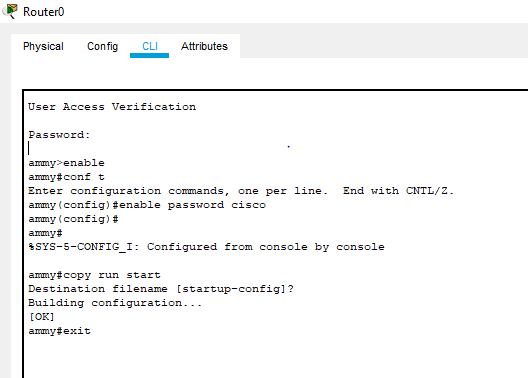 Router0
Physical Config CLI Attributes
User Access Verification
Password:
ammy>enable
ammy#conf t
Enter configuration commands, one per line.  End with CNTL/Z.
ammy(config)#enable password cisco
ammy(config)#
ammy#
%SYS-5-CONFIG_I: Configured from console by console
ammy#copy run start
Destination filename [startup-config]?
Building configuration...
[OK]
ammy#exit